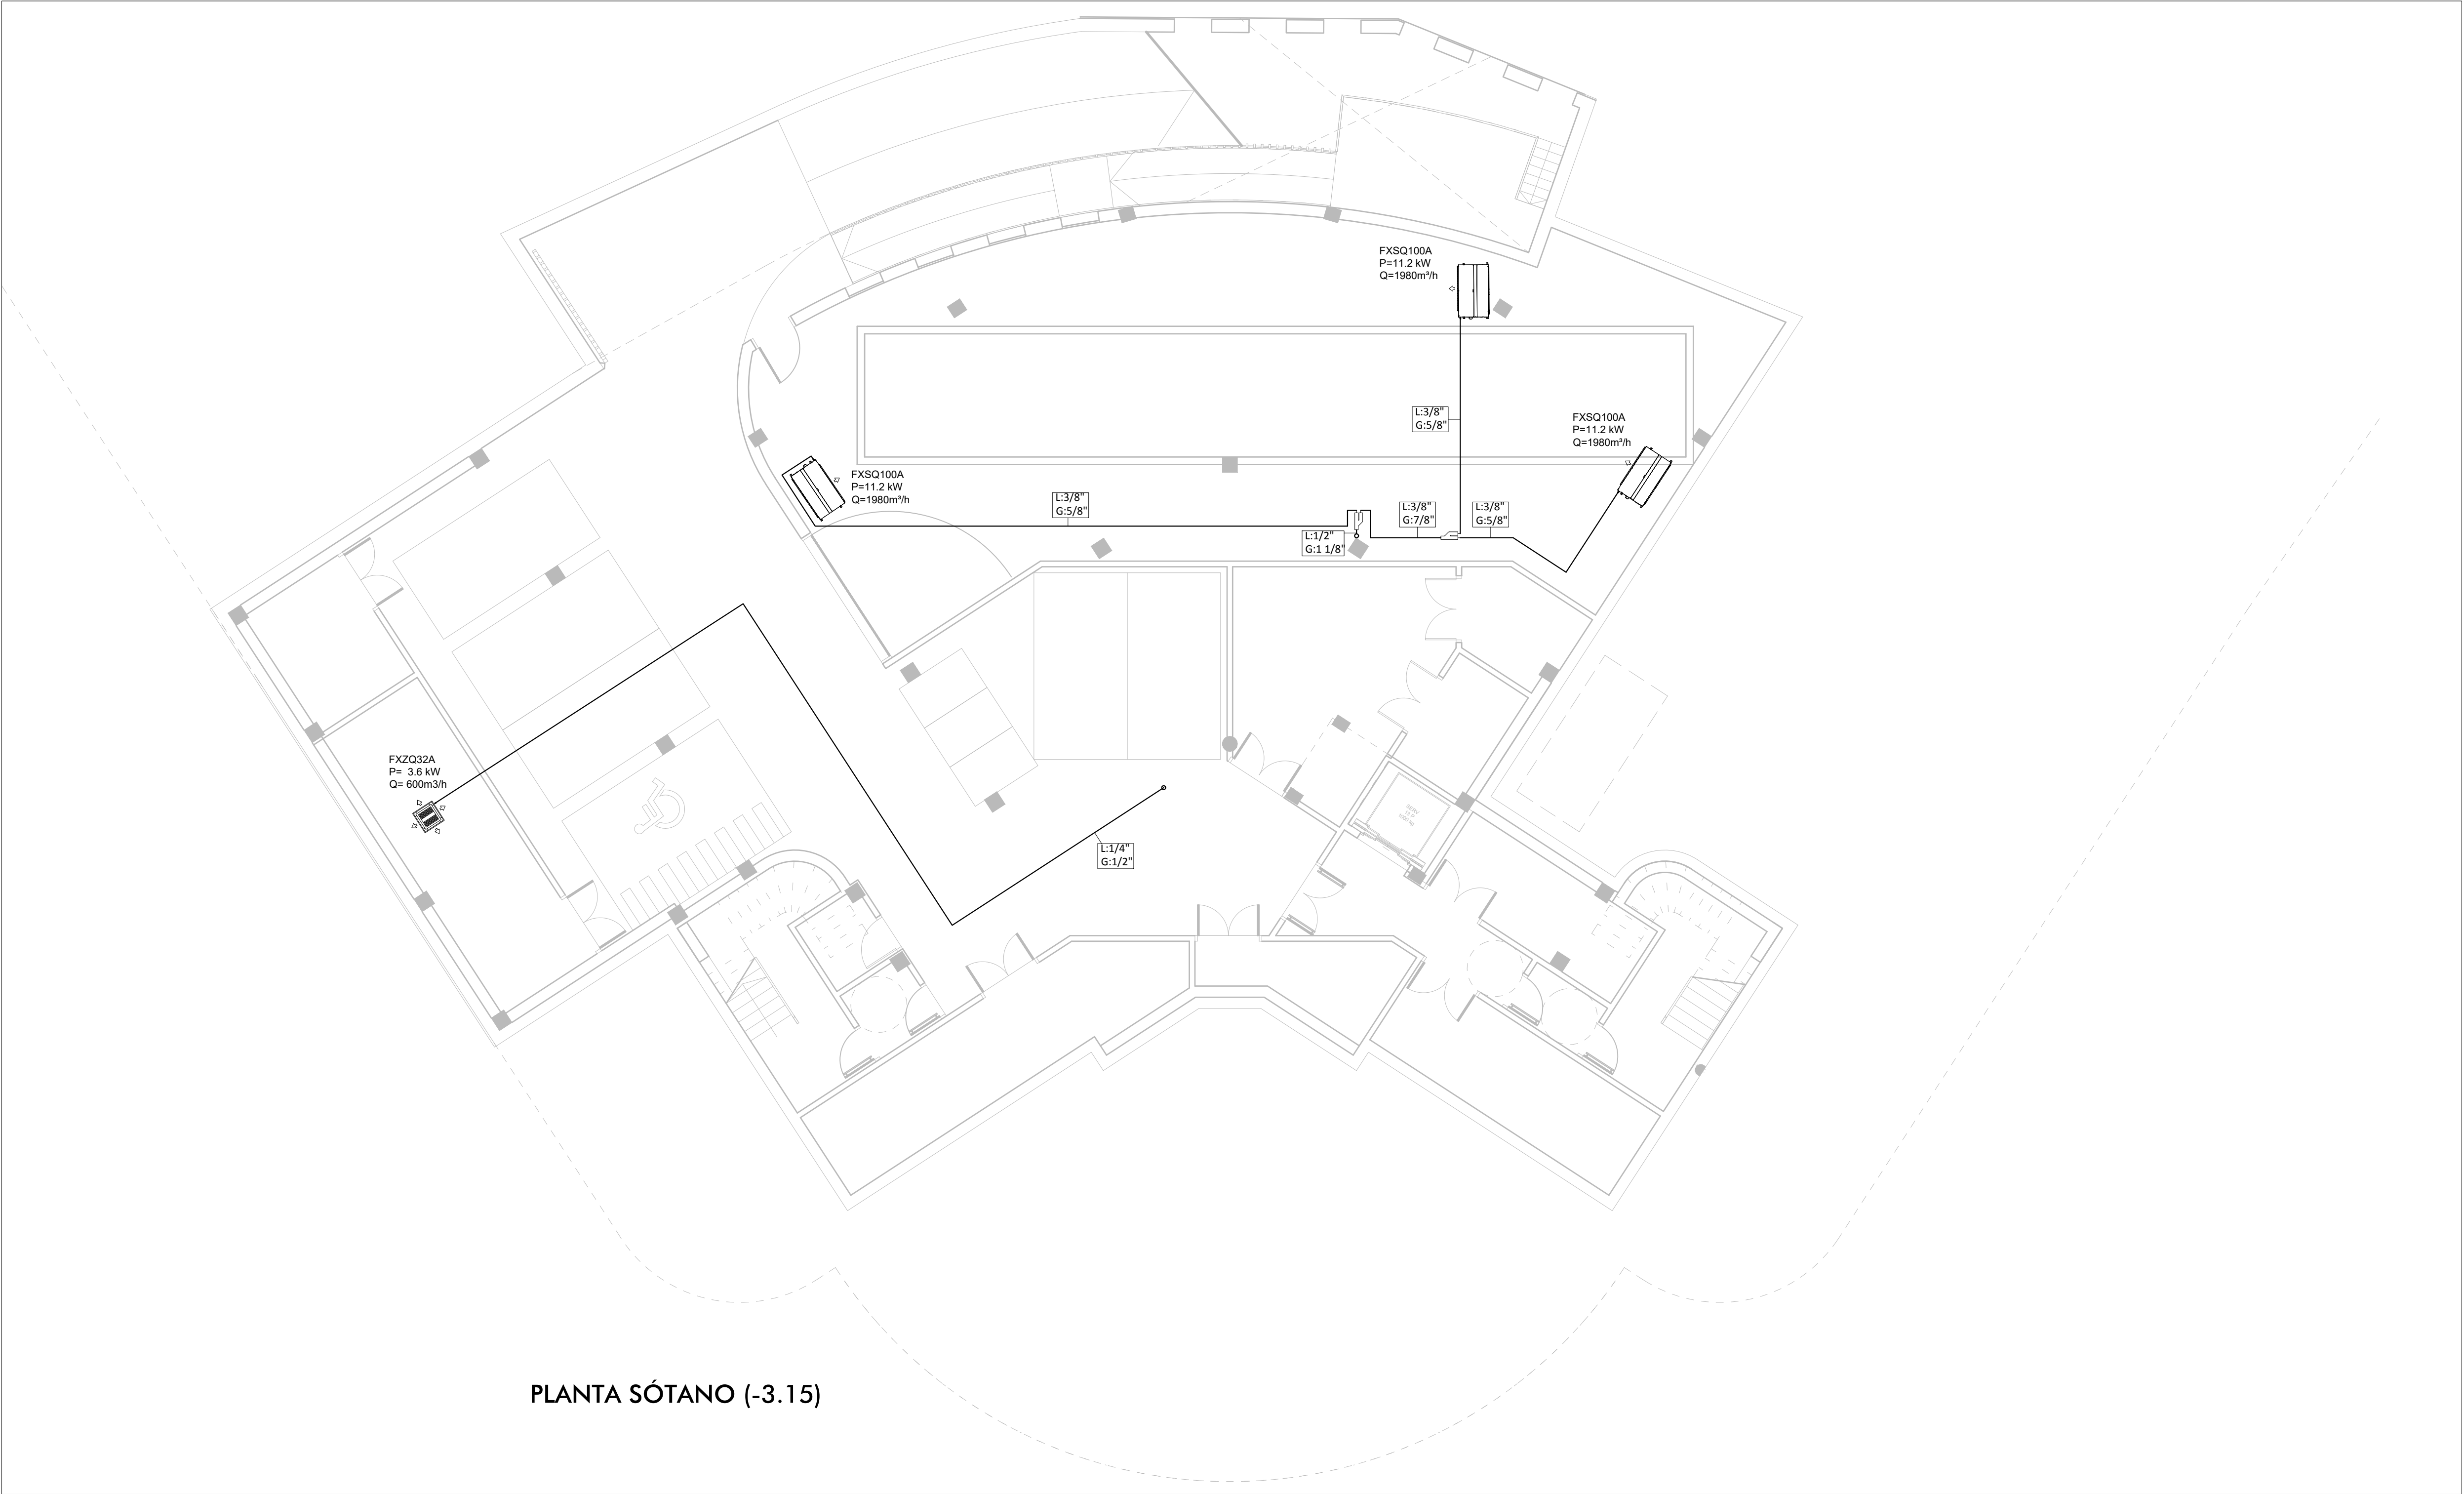 FXSQ100A
P=11.2 kW
Q=1980m³/h
FXSQ100A
P=11.2 kW
Q=1980m³/h
L:3/8"
G:5/8"
FXSQ100A
P=11.2 kW
Q=1980m³/h
L:3/8"
G:5/8"
L:3/8"
G:7/8"
L:3/8"
G:5/8"
L:1/2"
G:1 1/8"
FXZQ32A
P= 3.6 kW
Q= 600m3/h
L:1/4"
G:1/2"
PLANTA SÓTANO (-3.15)